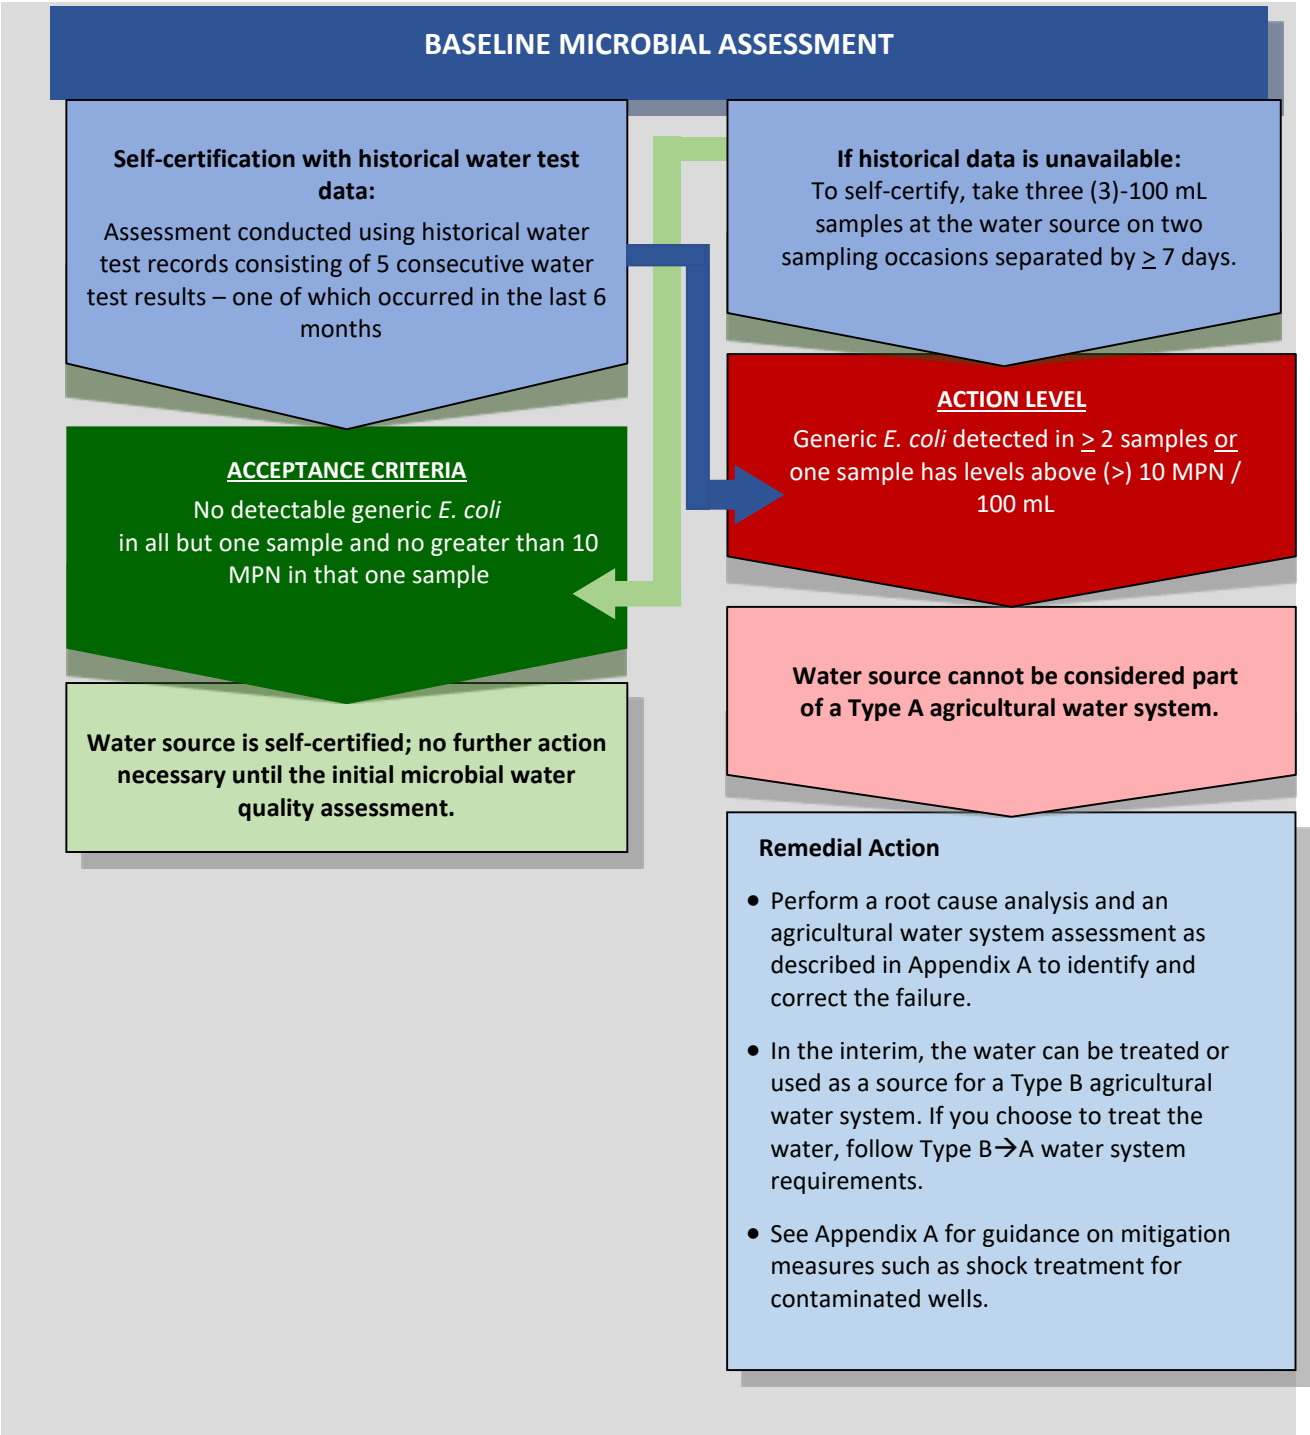 BASELINE MICROBIAL ASSESSMENT
Self-certification with historical water test
data:
Assessment conducted using historical water
test records consisting of 5 consecutive water
test results – one of which occurred in the last 6
months
If historical data is unavailable:
To self-certify, take three (3)-100 mL
samples at the water source on two
sampling occasions separated by ≥ 7 days.
ACCEPTANCE CRITERIA
No detectable generic E. coli
in all but one sample and no greater than 10
MPN in that one sample
ACTION LEVEL
Generic E. coli detected in ≥ 2 samples or
one sample has levels above (>) 10 MPN /
100 mL
Water source is self-certified; no further action
necessary until the initial microbial water
quality assessment.
Water source cannot be considered part
of a Type A agricultural water system.
Remedial Action
• Perform a root cause analysis and an
agricultural water system assessment as
described in Appendix A to identify and
correct the failure.
• In the interim, the water can be treated or
used as a source for a Type B agricultural
water system. If you choose to treat the
water, follow Type B→A water system
requirements.
• See Appendix A for guidance on mitigation
measures such as shock treatment for
contaminated wells.